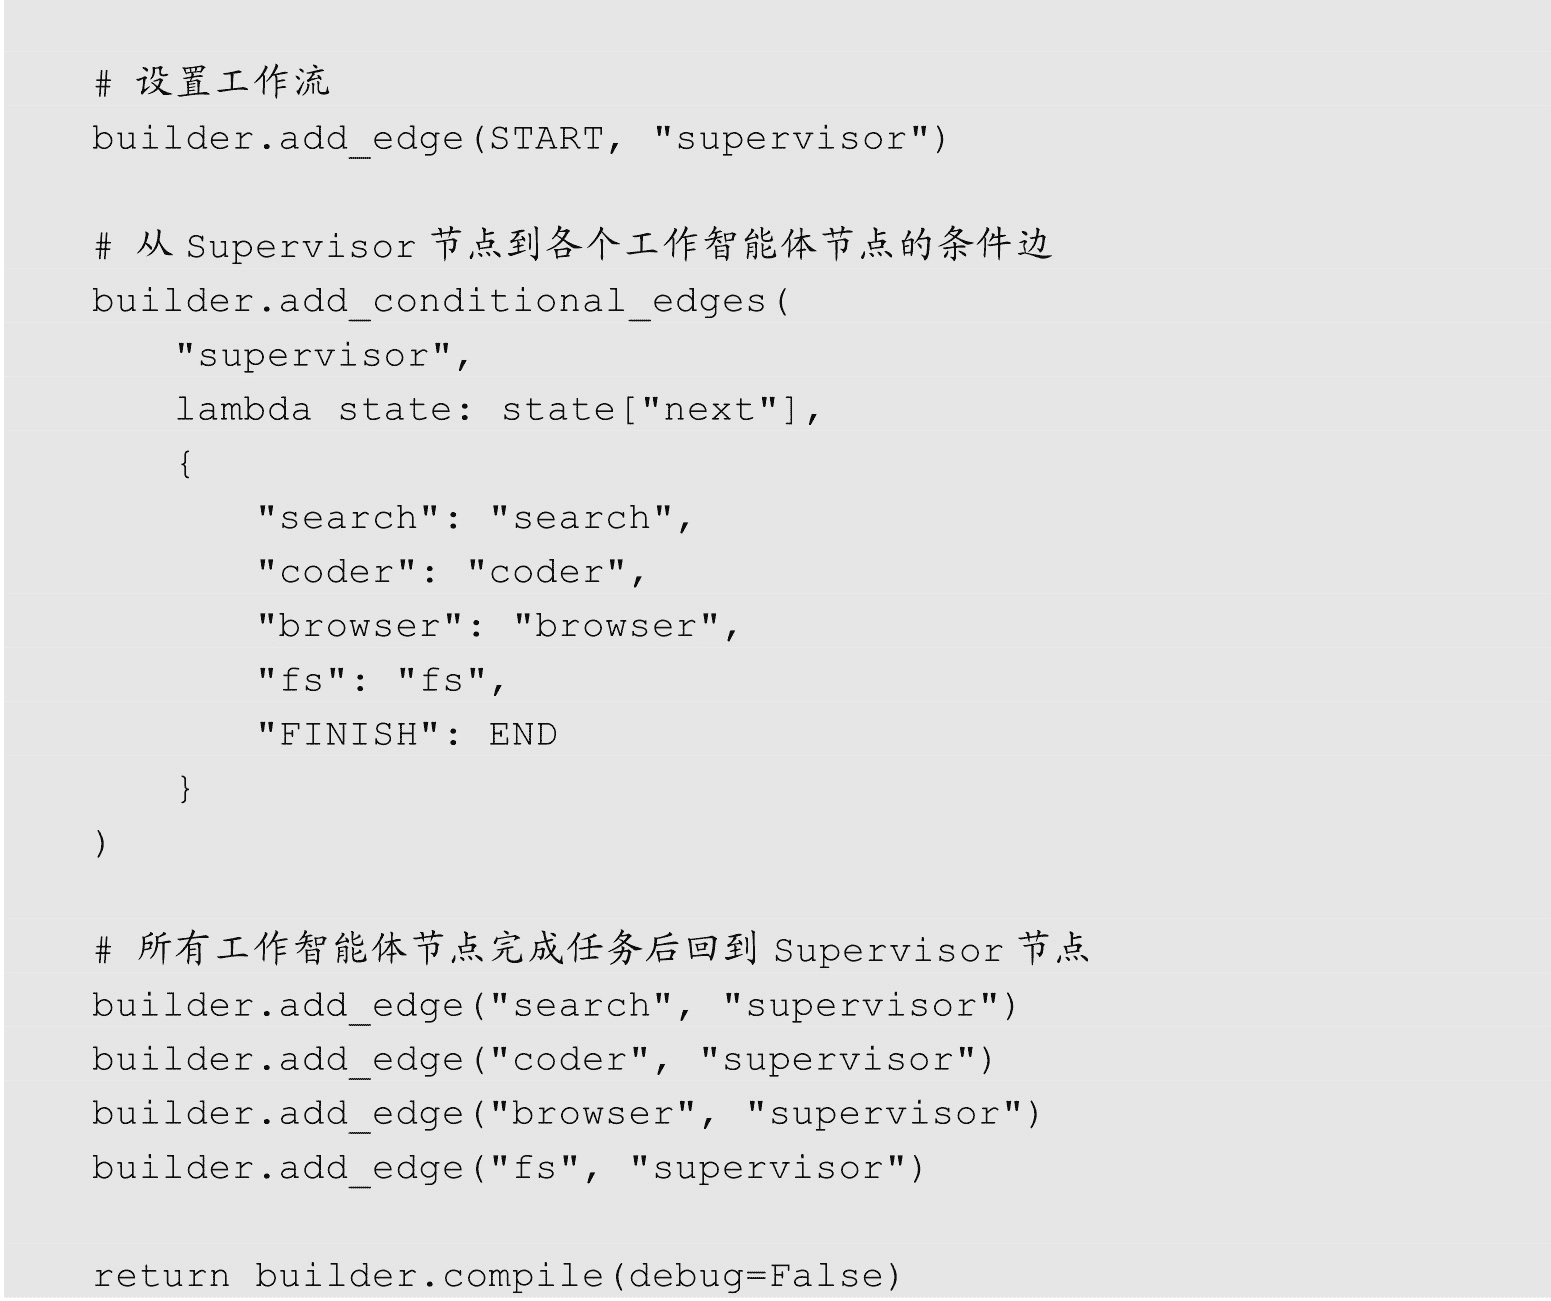 # 设置工作流
builder.add_edge(START, "supervisor")
# 从 Supervisor 节点到各个工作智能体节点的条件边
builder.add_conditional_edges(
    "supervisor",
    lambda state: state["next"],
    {
        "search": "search",
        "coder": "coder",
        "browser": "browser",
        "fs": "fs",
        "FINISH": END
    }
)
# 所有工作智能体节点完成任务后回到 Supervisor 节点
builder.add_edge("search", "supervisor")
builder.add_edge("coder", "supervisor")
builder.add_edge("browser", "supervisor")
builder.add_edge("fs", "supervisor")
return builder.compile(debug=False)